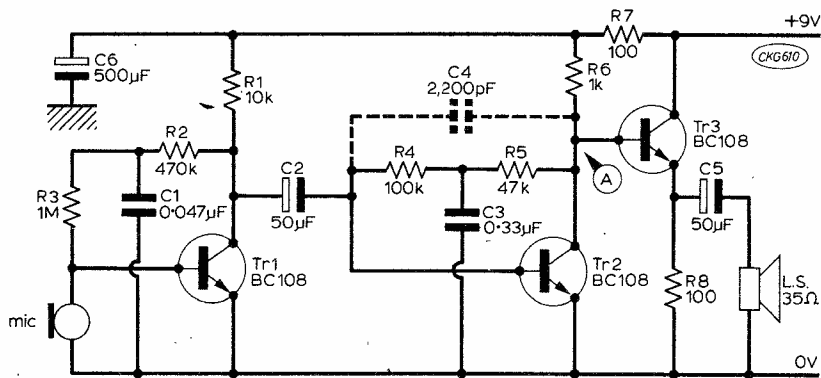 R7
100
+9V
CKG610
C6
500µF
R1
10k
C4
2,200pF
R6
1k
Tr3
BC108
R2
470k
R3
1M
C1
0·047µF
C2
50µF
R4
100k
R5
47k
A
C5
50µF
C3
0·33µF
Tr1
BC108
Tr2
BC108
R8
100
L.S.
35Ω
mic
0V